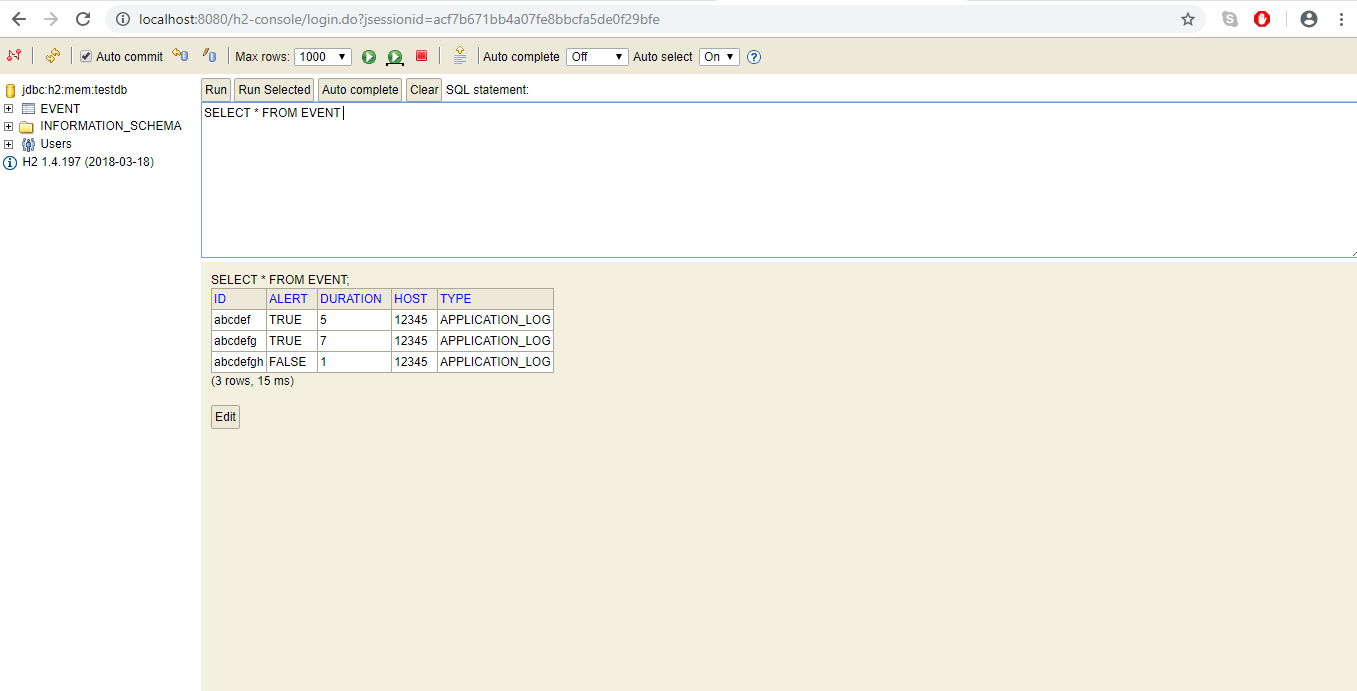 localhost:8080/h2-console/login.do?jsessionid=acf7b671bb4a07fe8bbcfa5de0f29bfe
Auto commit Max rows: 1000 Auto complete Off Auto select On
jdbc:h2:mem:testdb
EVENT
INFORMATION_SCHEMA
Users
H2 1.4.197 (2018-03-18)
Run Run Selected Auto complete Clear SQL statement:
SELECT * FROM EVENT
SELECT * FROM EVENT;
ID ALERT DURATION HOST TYPE
abcdef TRUE 5 12345 APPLICATION_LOG
abcdefg TRUE 7 12345 APPLICATION_LOG
abcdefgh FALSE 1 12345 APPLICATION_LOG
(3 rows, 15 ms)
Edit